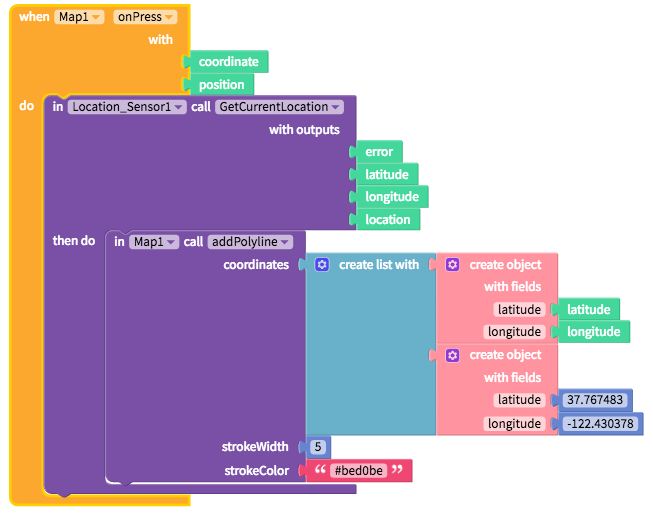 when Map1 onPress
with
coordinate
position
do in Location_Sensor1 call GetCurrentLocation
with outputs
error
latitude
longitude
location
then do in Map1 call addPolyline
coordinates create list with create object
with fields
latitude latitude
longitude longitude
create object
with fields
latitude 37.767483
longitude -122.430378
strokeWidth 5
strokeColor “ #bed0be ”